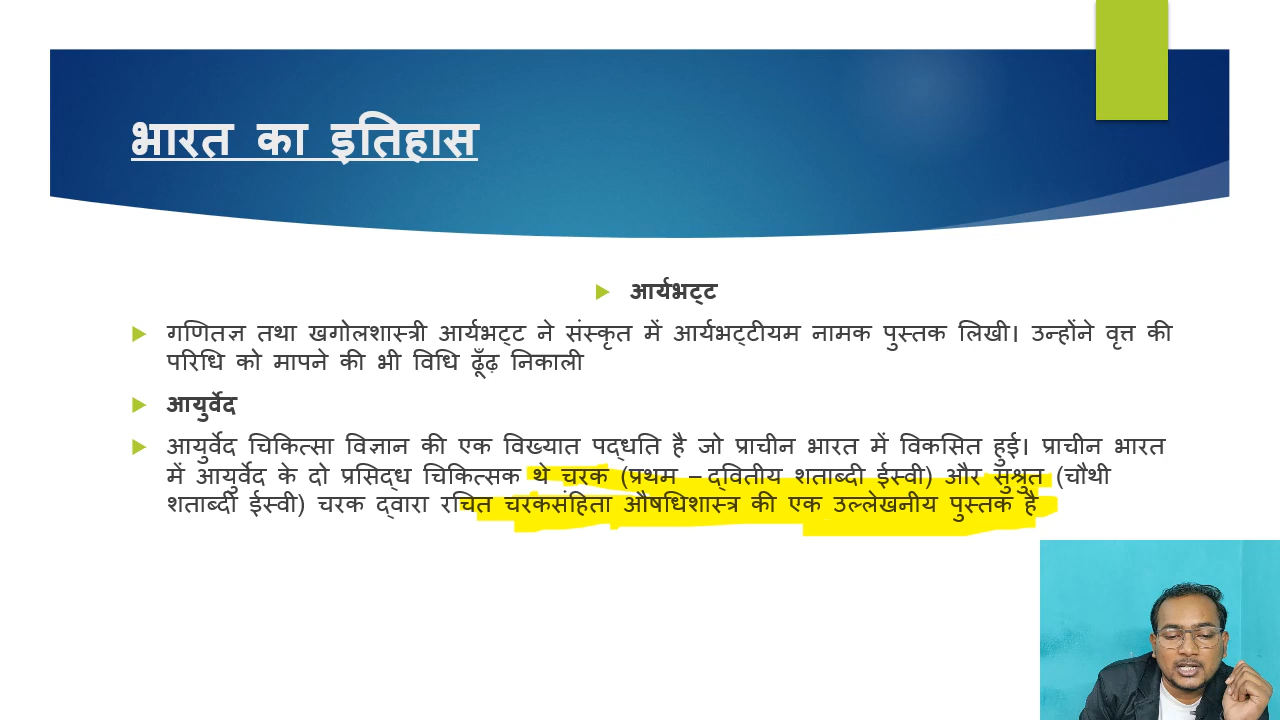 भारत का इतिहास
आर्यभट्ट
गणितज्ञ तथा खगोलशास्त्री आर्यभट्ट ने संस्कृत में आर्यभट्टीयम नामक पुस्तक लिखी। उन्होंने वृत्त की
परिधि को मापने की भी विधि ढूँढ़ निकाली
आयुर्वेद
आयुर्वेद चिकित्सा विज्ञान की एक विख्यात पद्धति है जो प्राचीन भारत में विकसित हुई। प्राचीन भारत
में आयुर्वेद के दो प्रसिद्ध चिकित्सक थे चरक (प्रथम – द्वितीय शताब्दी ईस्वी) और सुश्रुत (चौथी
शताब्दी ईस्वी) चरक द्वारा रचित चरकसंहिता औषधिशास्त्र की एक उल्लेखनीय पुस्तक है